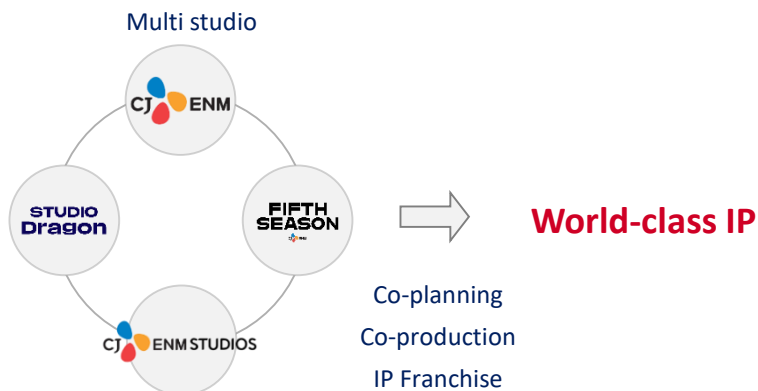 Multi studio
CJ ENM
STUDIO
Dragon
FIFTH
SEASON
World-class IP
CJ ENM STUDIOS
Co-planning
Co-production
IP Franchise